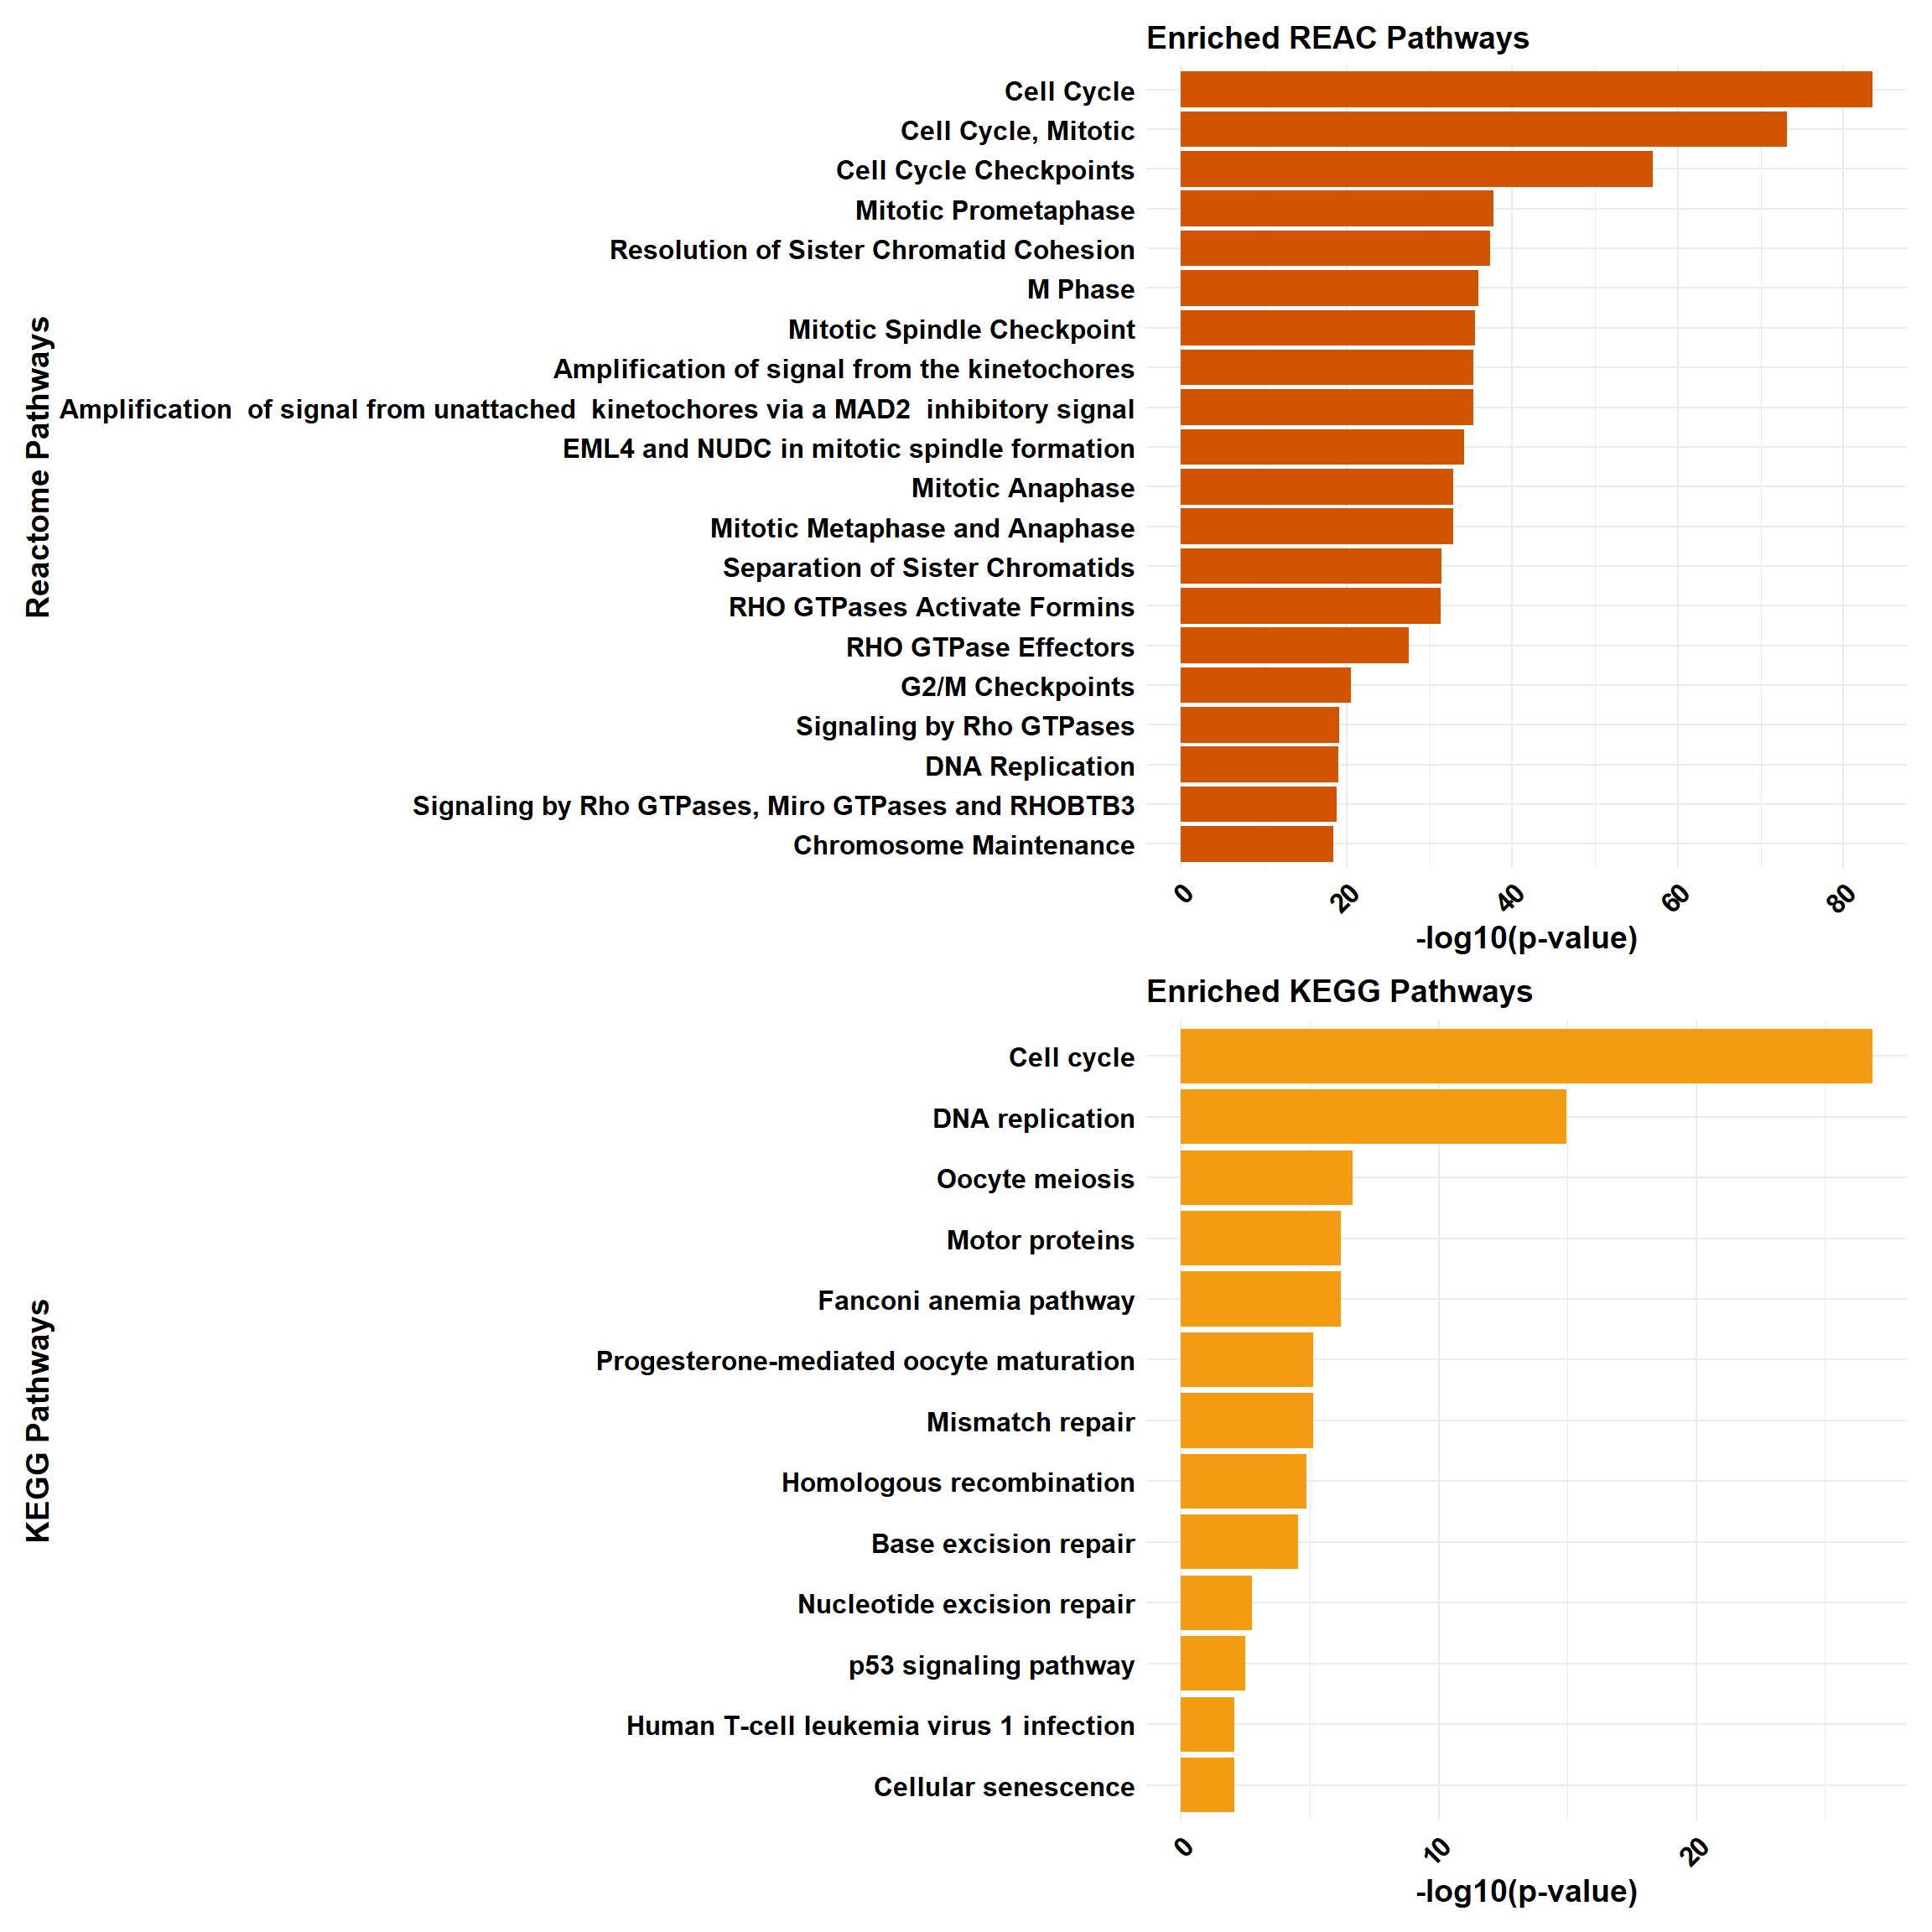 Enriched REAC Pathways
Reactome Pathways
Cell Cycle
Cell Cycle, Mitotic
Cell Cycle Checkpoints
Mitotic Prometaphase
Resolution of Sister Chromatid Cohesion
M Phase
Mitotic Spindle Checkpoint
Amplification of signal from the kinetochores
Amplification  of signal from unattached  kinetochores via a MAD2  inhibitory signal
EML4 and NUDC in mitotic spindle formation
Mitotic Anaphase
Mitotic Metaphase and Anaphase
Separation of Sister Chromatids
RHO GTPases Activate Formins
RHO GTPase Effectors
G2/M Checkpoints
Signaling by Rho GTPases
DNA Replication
Signaling by Rho GTPases, Miro GTPases and RHOBTB3
Chromosome Maintenance
0 20 40 60 80
-log10(p-value)
Enriched KEGG Pathways
KEGG Pathways
Cell cycle
DNA replication
Oocyte meiosis
Motor proteins
Fanconi anemia pathway
Progesterone-mediated oocyte maturation
Mismatch repair
Homologous recombination
Base excision repair
Nucleotide excision repair
p53 signaling pathway
Human T-cell leukemia virus 1 infection
Cellular senescence
0 10 20
-log10(p-value)